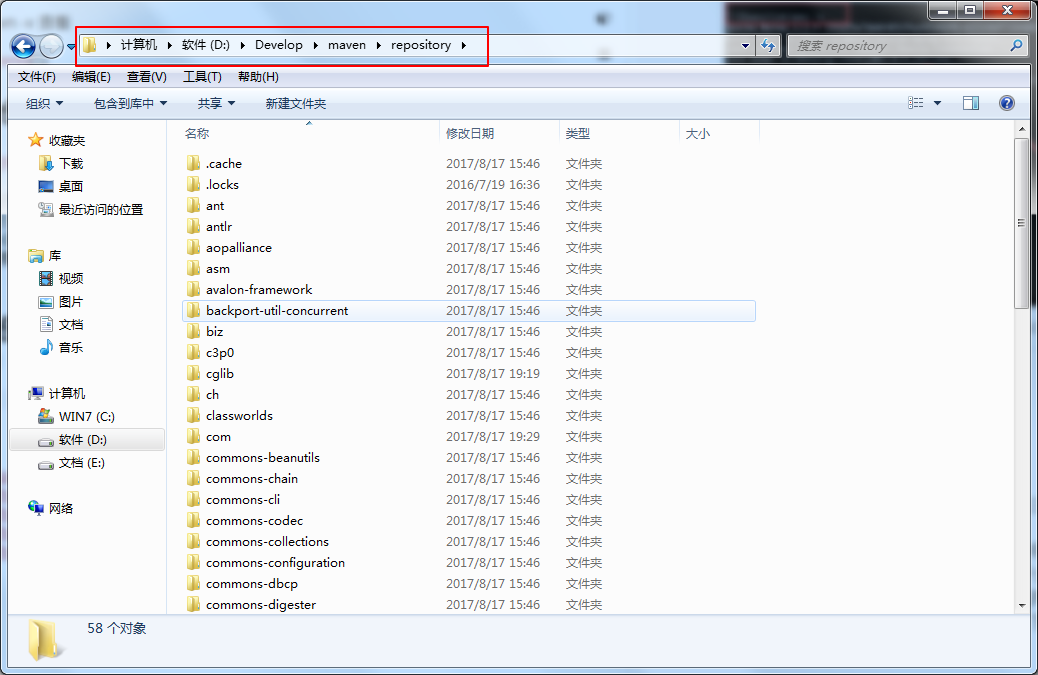 计算机 软件 (D:) Develop maven repository 搜索 repository
文件(F) 编辑(E) 查看(V) 工具(T) 帮助(H)
组织 包含到库中 共享 新建文件夹
收藏夹
下载
桌面
最近访问的位置
库
视频
图片
文档
音乐
计算机
WIN7 (C:)
软件 (D:)
文档 (E:)
网络
名称 修改日期 类型 大小
.cache 2017/8/17 15:46 文件夹
.locks 2016/7/19 16:36 文件夹
ant 2017/8/17 15:46 文件夹
antlr 2017/8/17 15:46 文件夹
aopalliance 2017/8/17 15:46 文件夹
asm 2017/8/17 15:46 文件夹
avalon-framework 2017/8/17 15:46 文件夹
backport-util-concurrent 2017/8/17 15:46 文件夹
biz 2017/8/17 15:46 文件夹
c3p0 2017/8/17 15:46 文件夹
cglib 2017/8/17 19:19 文件夹
ch 2017/8/17 15:46 文件夹
classworlds 2017/8/17 15:46 文件夹
com 2017/8/17 19:29 文件夹
commons-beanutils 2017/8/17 15:46 文件夹
commons-chain 2017/8/17 15:46 文件夹
commons-cli 2017/8/17 15:46 文件夹
commons-codec 2017/8/17 15:46 文件夹
commons-collections 2017/8/17 15:46 文件夹
commons-configuration 2017/8/17 15:46 文件夹
commons-dbcp 2017/8/17 15:46 文件夹
commons-digester 2017/8/17 15:46 文件夹
58 个对象